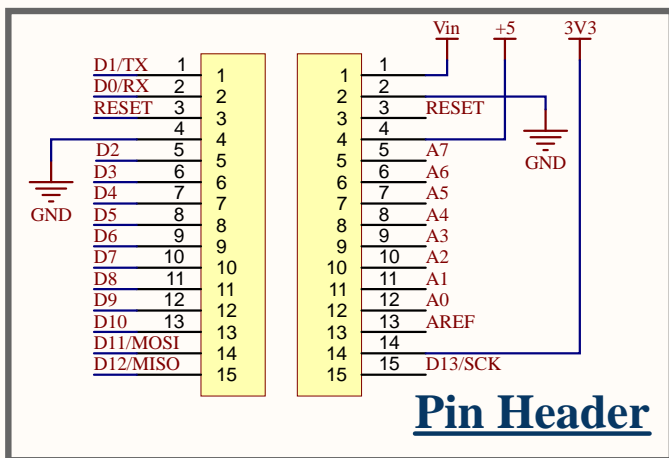 Vin +5 3V3
D1/TX 1 1 1 1
D0/RX 2 2 2 2
RESET 3 3 3 3 RESET
4 4 4 4
D2 5 5 5 5 A7
D3 6 6 6 6 A6
D4 7 7 7 7 A5
D5 8 8 8 8 A4
D6 9 9 9 9 A3
D7 10 10 10 10 A2
D8 11 11 11 11 A1
D9 12 12 12 12 A0
D10 13 13 13 13 AREF
D11/MOSI 14 14 14
D12/MISO 15 15 15 D13/SCK
GND
GND
Pin Header